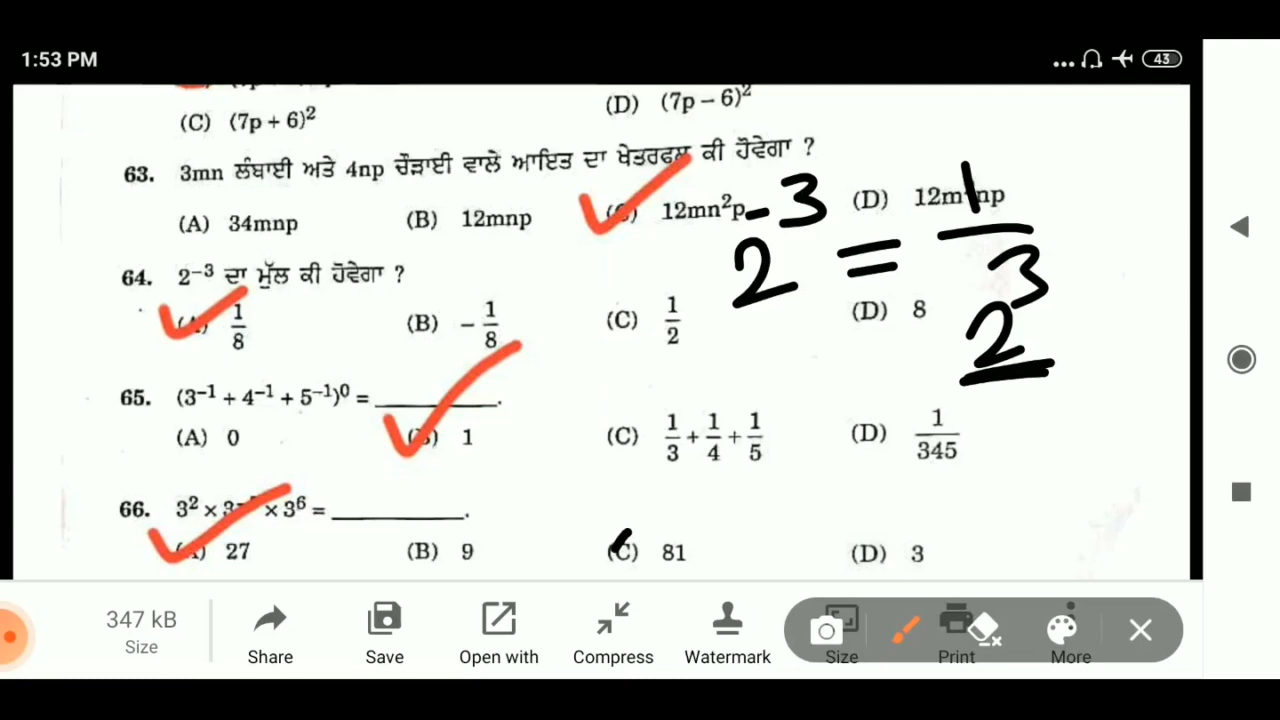 1:53 PM
43
(C) (7p + 6)²
(D) (7p − 6)²
63. 3mn ਲੰਬਾਈ ਅਤੇ 4np ਚੌੜਾਈ ਵਾਲੇ ਆਇਤ ਦਾ ਖੇਤਰਫਲ ਕੀ ਹੋਵੇਗਾ ?
(A) 34mnp (B) 12mnp (C) 12mn²p (D) 12m np
64. 2⁻³ ਦਾ ਮੁੱਲ ਕੀ ਹੋਵੇਗਾ ?
(A) 1/8 (B) − 1/8 (C) 1/2 (D) 8
2⁻³ = 1/2³
65. (3⁻¹ + 4⁻¹ + 5⁻¹)⁰ = ________.
(A) 0 (B) 1 (C) 1/3 + 1/4 + 1/5 (D) 1/345
66. 3² × 3 × 3⁶ = ________.
(A) 27 (B) 9 (C) 81 (D) 3
347 kB
Size
Share
Save
Open with
Compress
Watermark
Size
Print
More